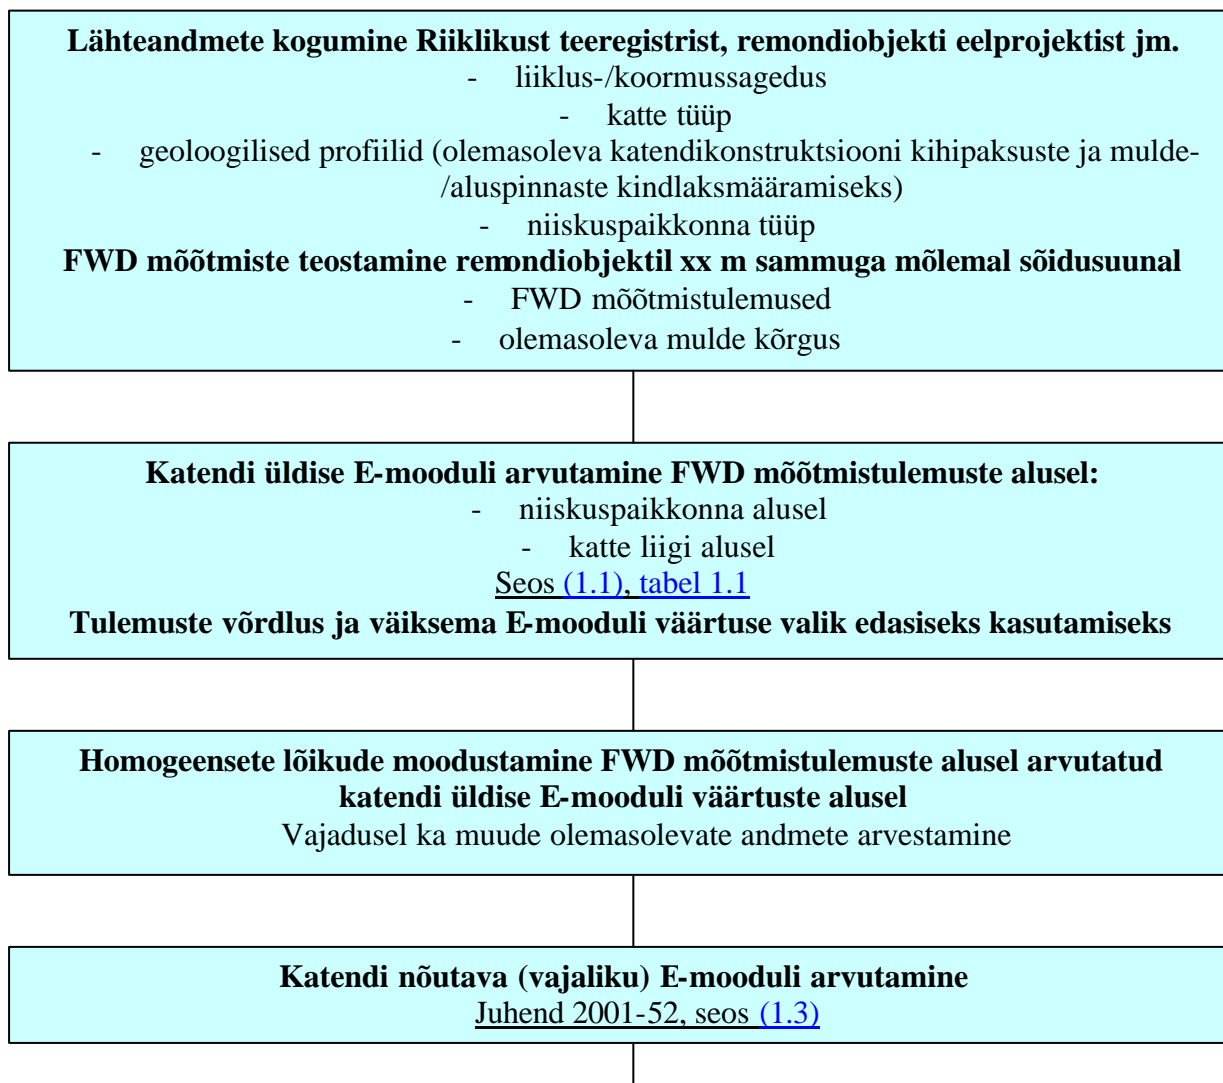 Lähteandmete kogumine Riiklikust teeregistrist, remondiobjekti eelprojektist jm.
- liiklus-/koormussagedus
- katte tüüp
- geoloogilised profiilid (olemasoleva katendikonstruktsiooni kihipaksuste ja mulde-
/aluspinnaste kindlaksmääramiseks)
- niiskuspaikkonna tüüp
FWD mõõtmiste teostamine remondiobjektil xx m sammuga mõlemal sõidusuunal
- FWD mõõtmistulemused
- olemasoleva mulde kõrgus
Katendi üldise E-mooduli arvutamine FWD mõõtmistulemuste alusel:
- niiskuspaikkonna alusel
- katte liigi alusel
Seos (1.1), tabel 1.1
Tulemuste võrdlus ja väiksema E-mooduli väärtuse valik edasiseks kasutamiseks
Homogeensete lõikude moodustamine FWD mõõtmistulemuste alusel arvutatud
katendi üldise E-mooduli väärtuste alusel
Vajadusel ka muude olemasolevate andmete arvestamine
Katendi nõutava (vajaliku) E-mooduli arvutamine
Juhend 2001-52, seos (1.3)